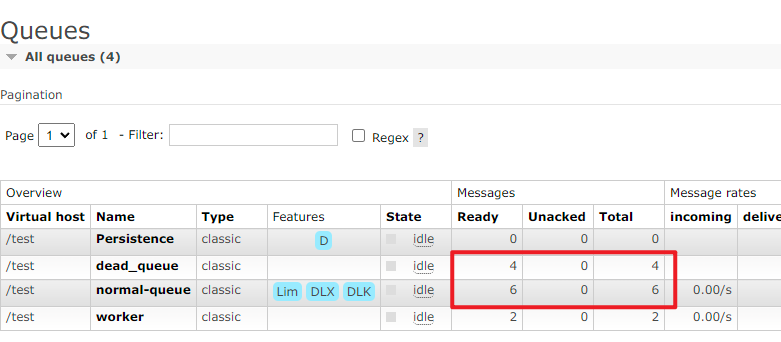 Queues
All queues (4)
Pagination
Page 1 of 1 - Filter: Regex ?
Overview Messages Message rates
Virtual host Name Type Features State Ready Unacked Total incoming delive
/test Persistence classic D idle 0 0 0
/test dead_queue classic idle 4 0 4
/test normal-queue classic Lim DLX DLK idle 6 0 6 0.00/s
/test worker classic idle 2 0 2 0.00/s